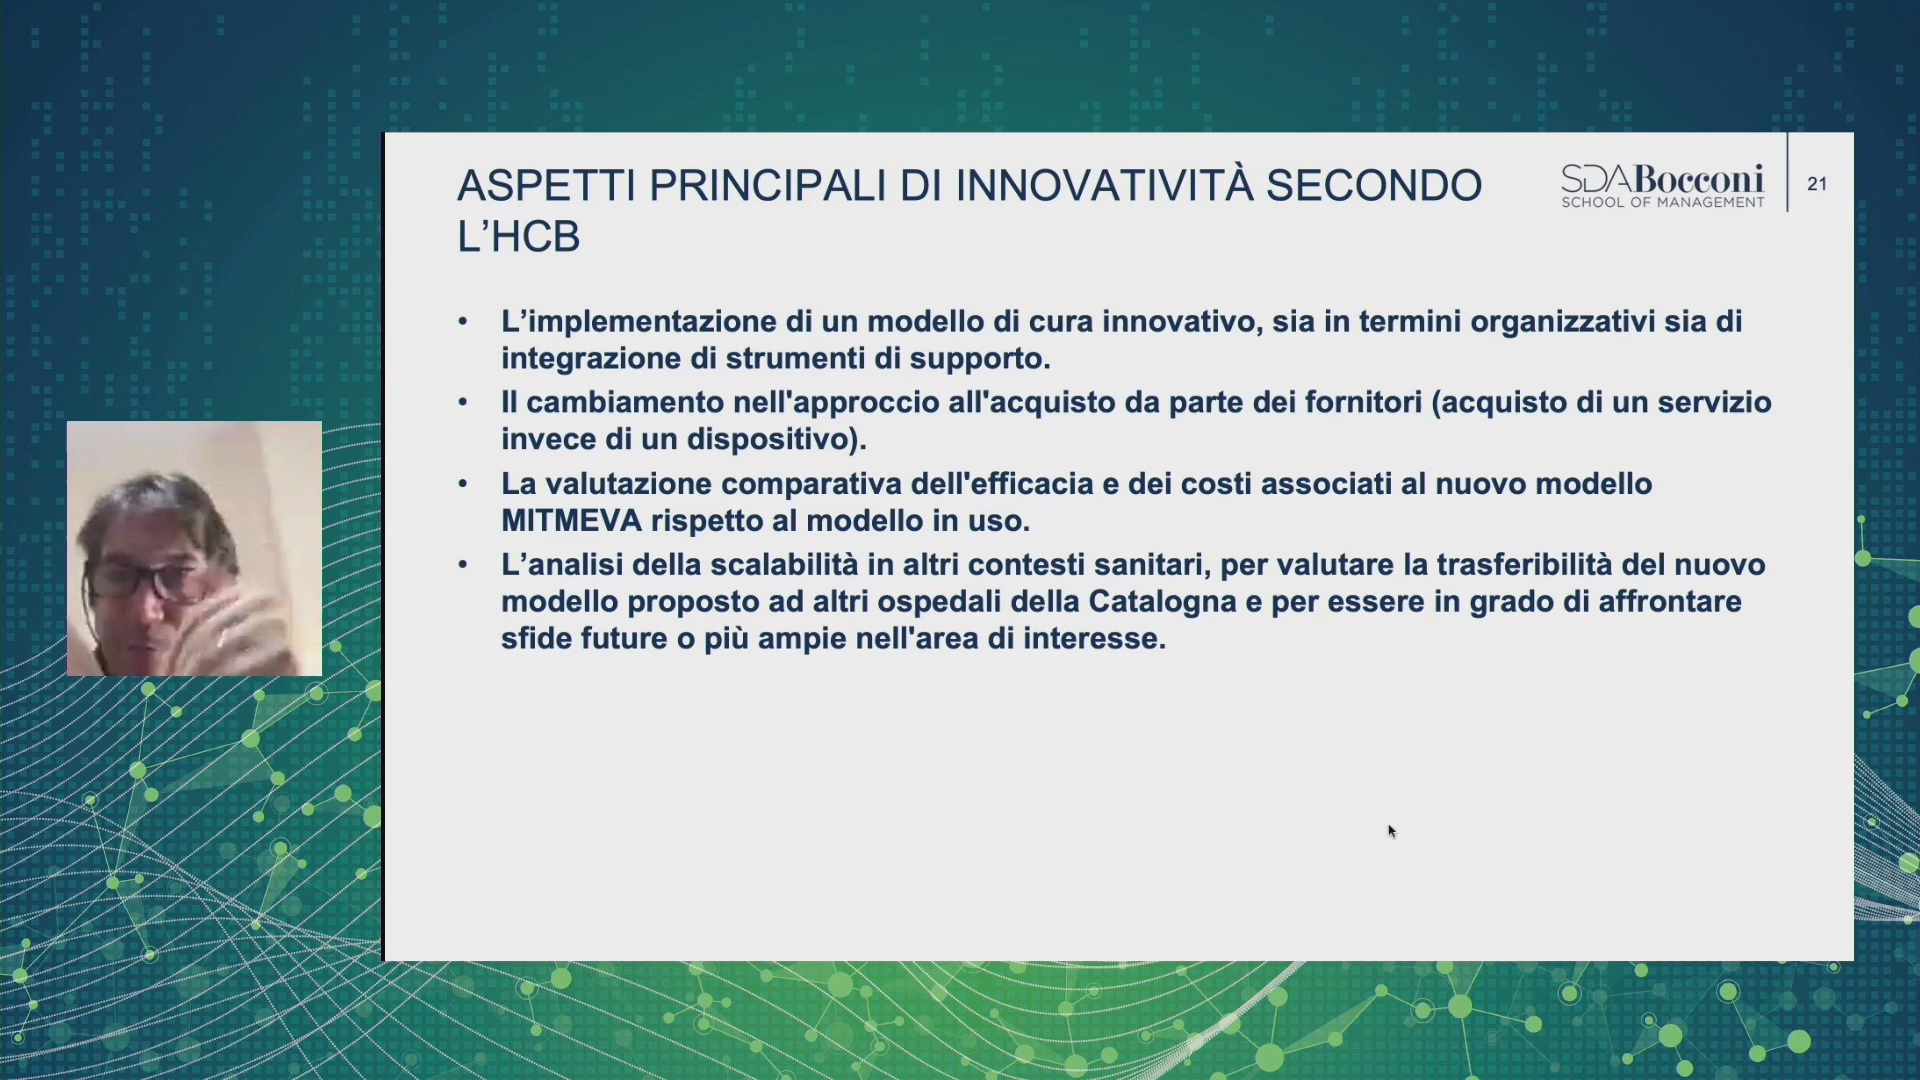 ASPETTI PRINCIPALI DI INNOVATIVITÀ SECONDO
L’HCB
SDABocconi
SCHOOL OF MANAGEMENT
21
• L’implementazione di un modello di cura innovativo, sia in termini organizzativi sia di
integrazione di strumenti di supporto.
• Il cambiamento nell'approccio all'acquisto da parte dei fornitori (acquisto di un servizio
invece di un dispositivo).
• La valutazione comparativa dell'efficacia e dei costi associati al nuovo modello
MITMEVA rispetto al modello in uso.
• L’analisi della scalabilità in altri contesti sanitari, per valutare la trasferibilità del nuovo
modello proposto ad altri ospedali della Catalogna e per essere in grado di affrontare
sfide future o più ampie nell'area di interesse.